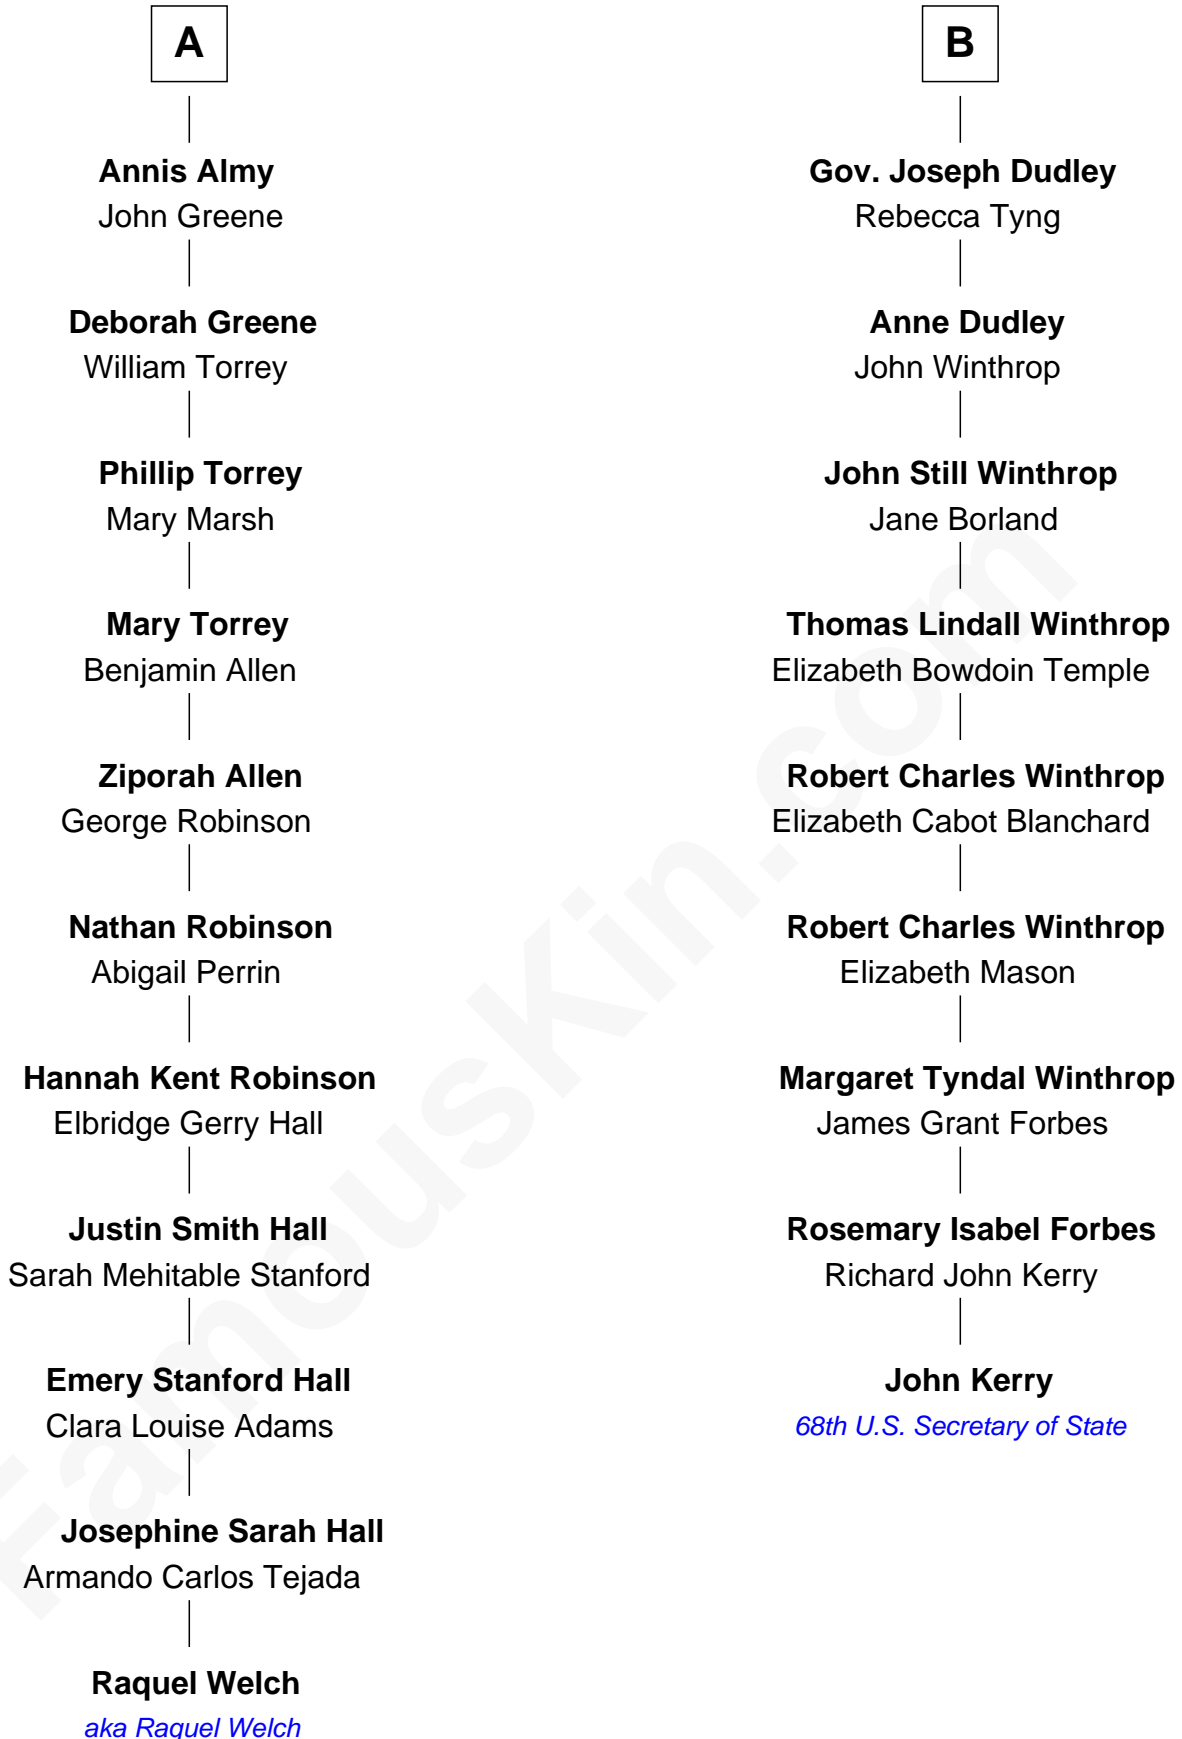 A
Annis Almy
John Greene
Deborah Greene
William Torrey
Phillip Torrey
Mary Marsh
Mary Torrey
Benjamin Allen
Ziporah Allen
George Robinson
Nathan Robinson
Abigail Perrin
Hannah Kent Robinson
Elbridge Gerry Hall
Justin Smith Hall
Sarah Mehitable Stanford
Emery Stanford Hall
Clara Louise Adams
Josephine Sarah Hall
Armando Carlos Tejada
Raquel Welch
aka Raquel Welch
B
Gov. Joseph Dudley
Rebecca Tyng
Anne Dudley
John Winthrop
John Still Winthrop
Jane Borland
Thomas Lindall Winthrop
Elizabeth Bowdoin Temple
Robert Charles Winthrop
Elizabeth Cabot Blanchard
Robert Charles Winthrop
Elizabeth Mason
Margaret Tyndal Winthrop
James Grant Forbes
Rosemary Isabel Forbes
Richard John Kerry
John Kerry
68th U.S. Secretary of State
FamousKin.com